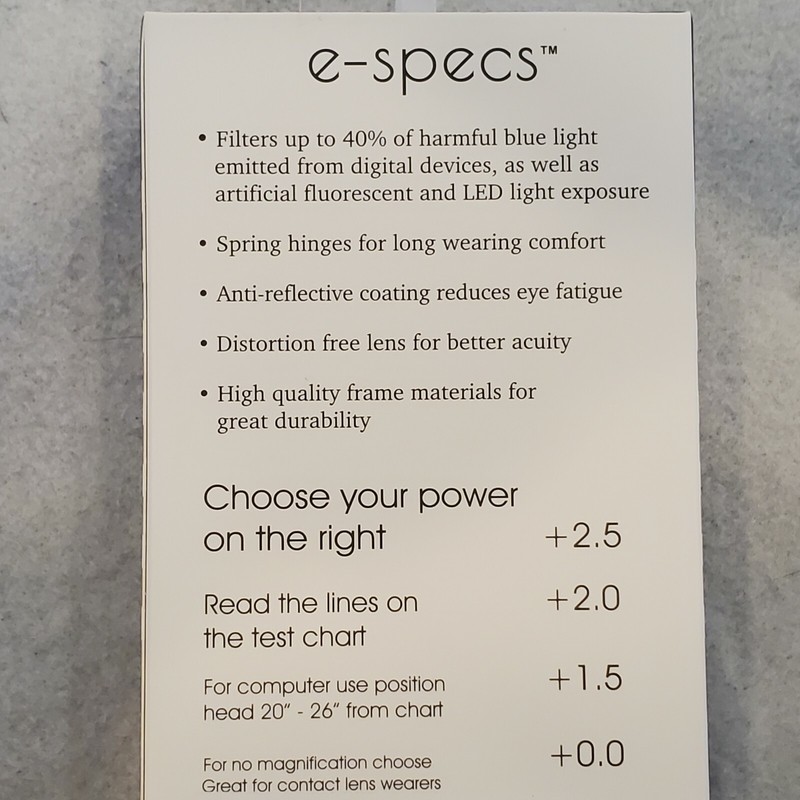 e-specs™
• Filters up to 40% of harmful blue light
emitted from digital devices, as well as
artificial fluorescent and LED light exposure
• Spring hinges for long wearing comfort
• Anti-reflective coating reduces eye fatigue
• Distortion free lens for better acuity
• High quality frame materials for
great durability
Choose your power
on the right +2.5
Read the lines on +2.0
the test chart
For computer use position +1.5
head 20" - 26" from chart
For no magnification choose +0.0
Great for contact lens wearers